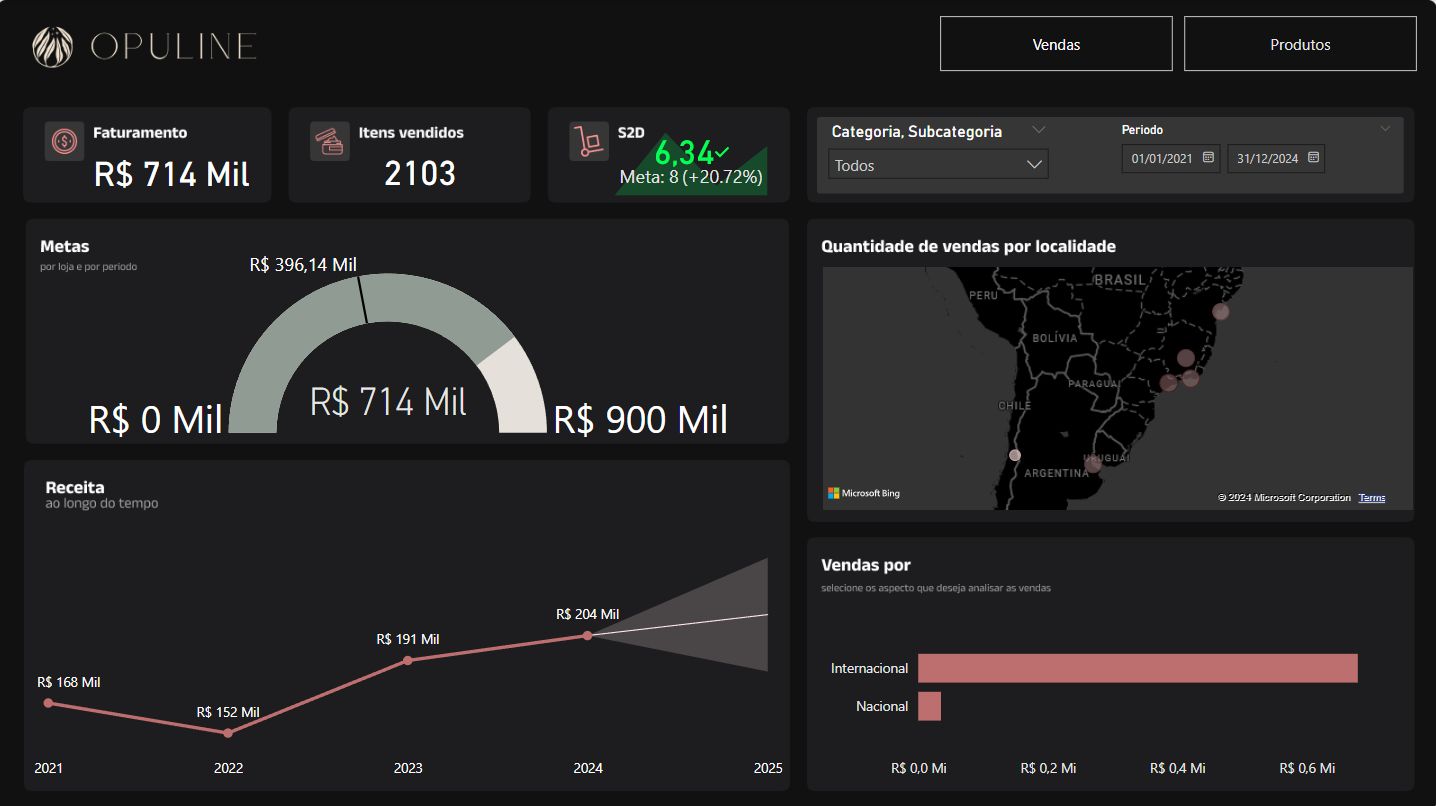 OPULINE
Vendas
Produtos
Faturamento
R$ 714 Mil
Itens vendidos
2103
S2D
6,34
Meta: 8 (+20.72%)
Categoria, Subcategoria
Todos
Periodo
01/01/2021
31/12/2024
Metas
por loja e por periodo
R$ 396,14 Mil
R$ 714 Mil
R$ 0 Mil
R$ 900 Mil
Quantidade de vendas por localidade
BRASIL
PERU
BOLÍVIA
PARAGUAI
CHILE
URUGUAI
ARGENTINA
Microsoft Bing
© 2024 Microsoft Corporation Terms
Receita
ao longo do tempo
R$ 168 Mil
R$ 152 Mil
R$ 191 Mil
R$ 204 Mil
2021
2022
2023
2024
2025
Vendas por
selecione os aspecto que deseja analisar as vendas
Internacional
Nacional
R$ 0,0 Mi
R$ 0,2 Mi
R$ 0,4 Mi
R$ 0,6 Mi